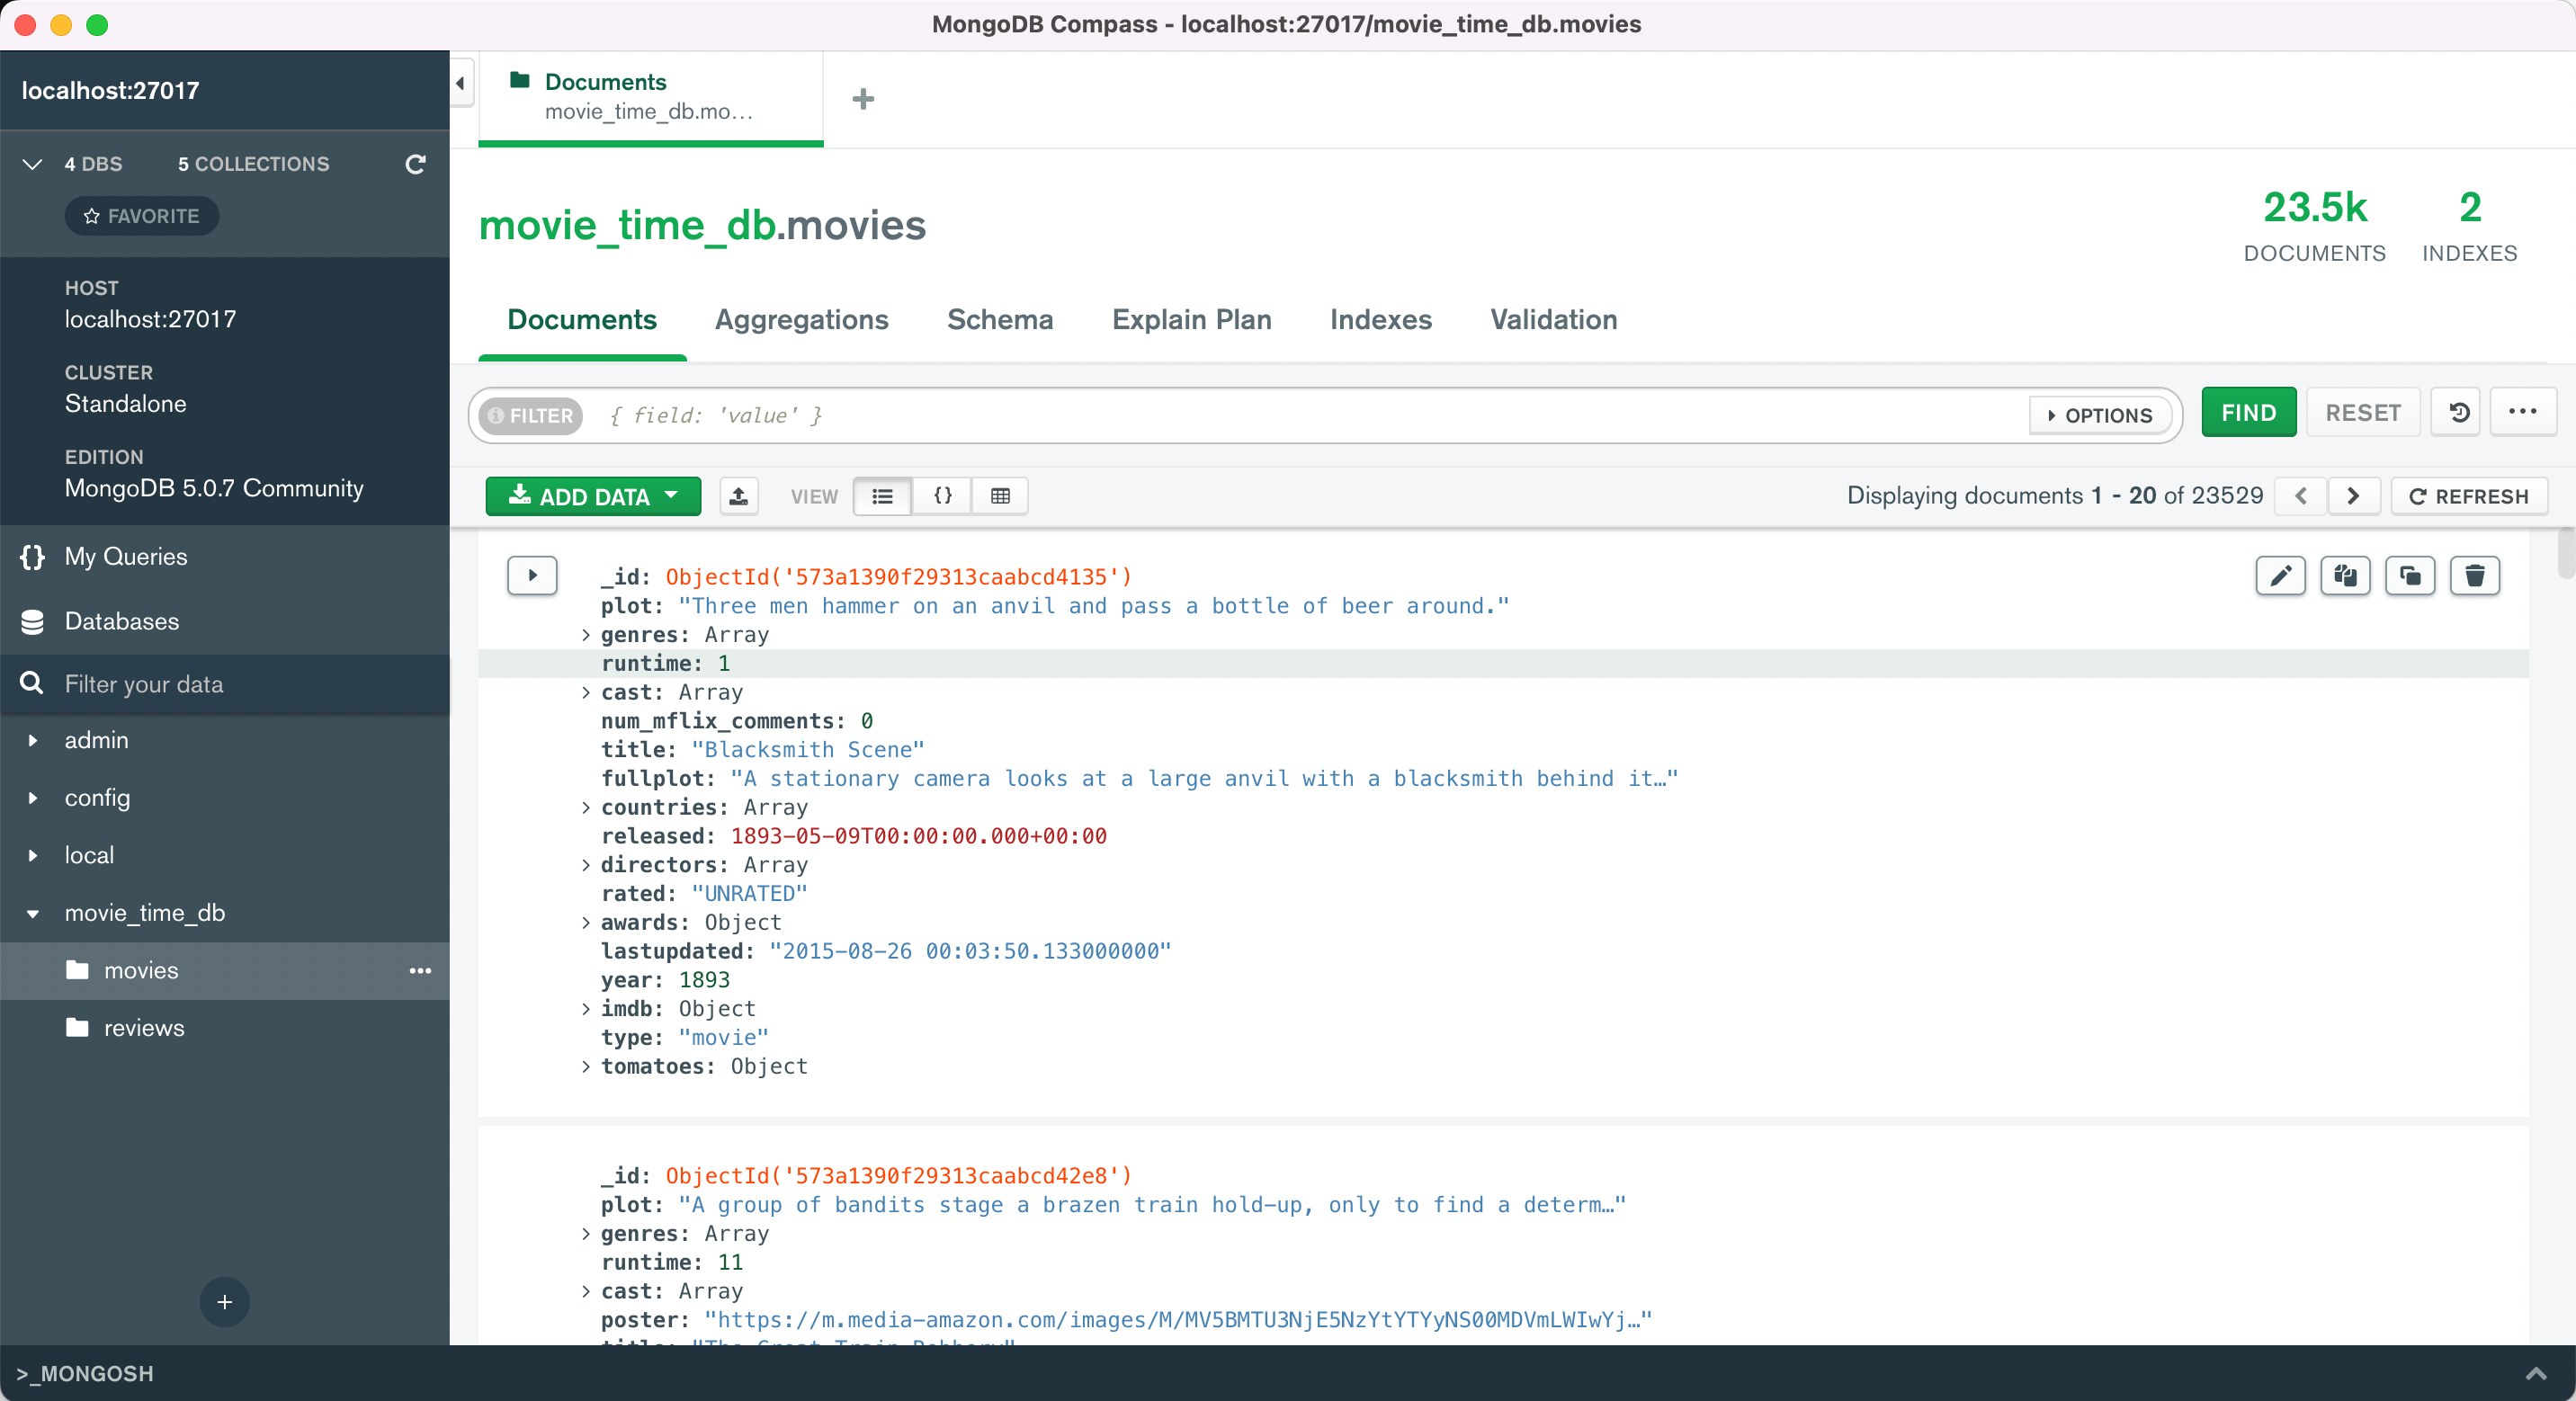 MongoDB Compass - localhost:27017/movie_time_db.movies
localhost:27017
4 DBS 5 COLLECTIONS
FAVORITE
HOST
localhost:27017
CLUSTER
Standalone
EDITION
MongoDB 5.0.7 Community
{} My Queries
Databases
Filter your data
admin
config
local
movie_time_db
movies
reviews
+
Documents
movie_time_db.mo…
+
movie_time_db.movies
23.5k
DOCUMENTS
2
INDEXES
Documents Aggregations Schema Explain Plan Indexes Validation
FILTER { field: 'value' } OPTIONS FIND RESET
ADD DATA VIEW {} Displaying documents 1 - 20 of 23529 < > REFRESH
_id: ObjectId('573a1390f29313caabcd4135')
plot: "Three men hammer on an anvil and pass a bottle of beer around."
> genres: Array
runtime: 1
> cast: Array
num_mflix_comments: 0
title: "Blacksmith Scene"
fullplot: "A stationary camera looks at a large anvil with a blacksmith behind it…"
> countries: Array
released: 1893-05-09T00:00:00.000+00:00
> directors: Array
rated: "UNRATED"
> awards: Object
lastupdated: "2015-08-26 00:03:50.133000000"
year: 1893
> imdb: Object
type: "movie"
> tomatoes: Object
_id: ObjectId('573a1390f29313caabcd42e8')
plot: "A group of bandits stage a brazen train hold-up, only to find a determ…"
> genres: Array
runtime: 11
> cast: Array
poster: "https://m.media-amazon.com/images/M/MV5BMTU3NjE5NzYtYTYyNS00MDVmLWIwYj…"
title: "The Great Train Robbery"
>_MONGOSH